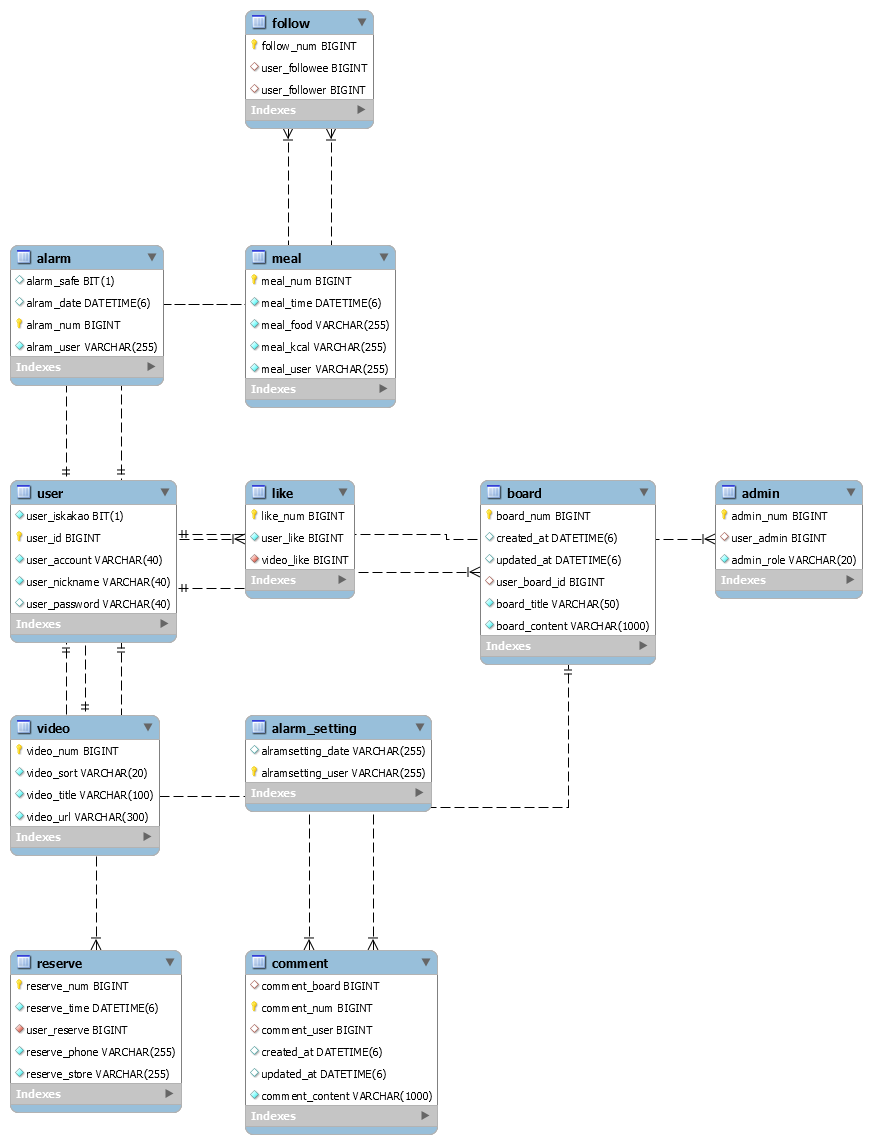 follow
follow_num BIGINT
user_followee BIGINT
user_follower BIGINT
Indexes
alarm
alarm_safe BIT(1)
alram_date DATETIME(6)
alram_num BIGINT
alram_user VARCHAR(255)
Indexes
meal
meal_num BIGINT
meal_time DATETIME(6)
meal_food VARCHAR(255)
meal_kcal VARCHAR(255)
meal_user VARCHAR(255)
Indexes
user
user_iskakao BIT(1)
user_id BIGINT
user_account VARCHAR(40)
user_nickname VARCHAR(40)
user_password VARCHAR(40)
Indexes
like
like_num BIGINT
user_like BIGINT
video_like BIGINT
Indexes
board
board_num BIGINT
created_at DATETIME(6)
updated_at DATETIME(6)
user_board_id BIGINT
board_title VARCHAR(50)
board_content VARCHAR(1000)
Indexes
admin
admin_num BIGINT
user_admin BIGINT
admin_role VARCHAR(20)
Indexes
video
video_num BIGINT
video_sort VARCHAR(20)
video_title VARCHAR(100)
video_url VARCHAR(300)
Indexes
alarm_setting
alramsetting_date VARCHAR(255)
alramsetting_user VARCHAR(255)
Indexes
reserve
reserve_num BIGINT
reserve_time DATETIME(6)
user_reserve BIGINT
reserve_phone VARCHAR(255)
reserve_store VARCHAR(255)
Indexes
comment
comment_board BIGINT
comment_num BIGINT
comment_user BIGINT
created_at DATETIME(6)
updated_at DATETIME(6)
comment_content VARCHAR(1000)
Indexes